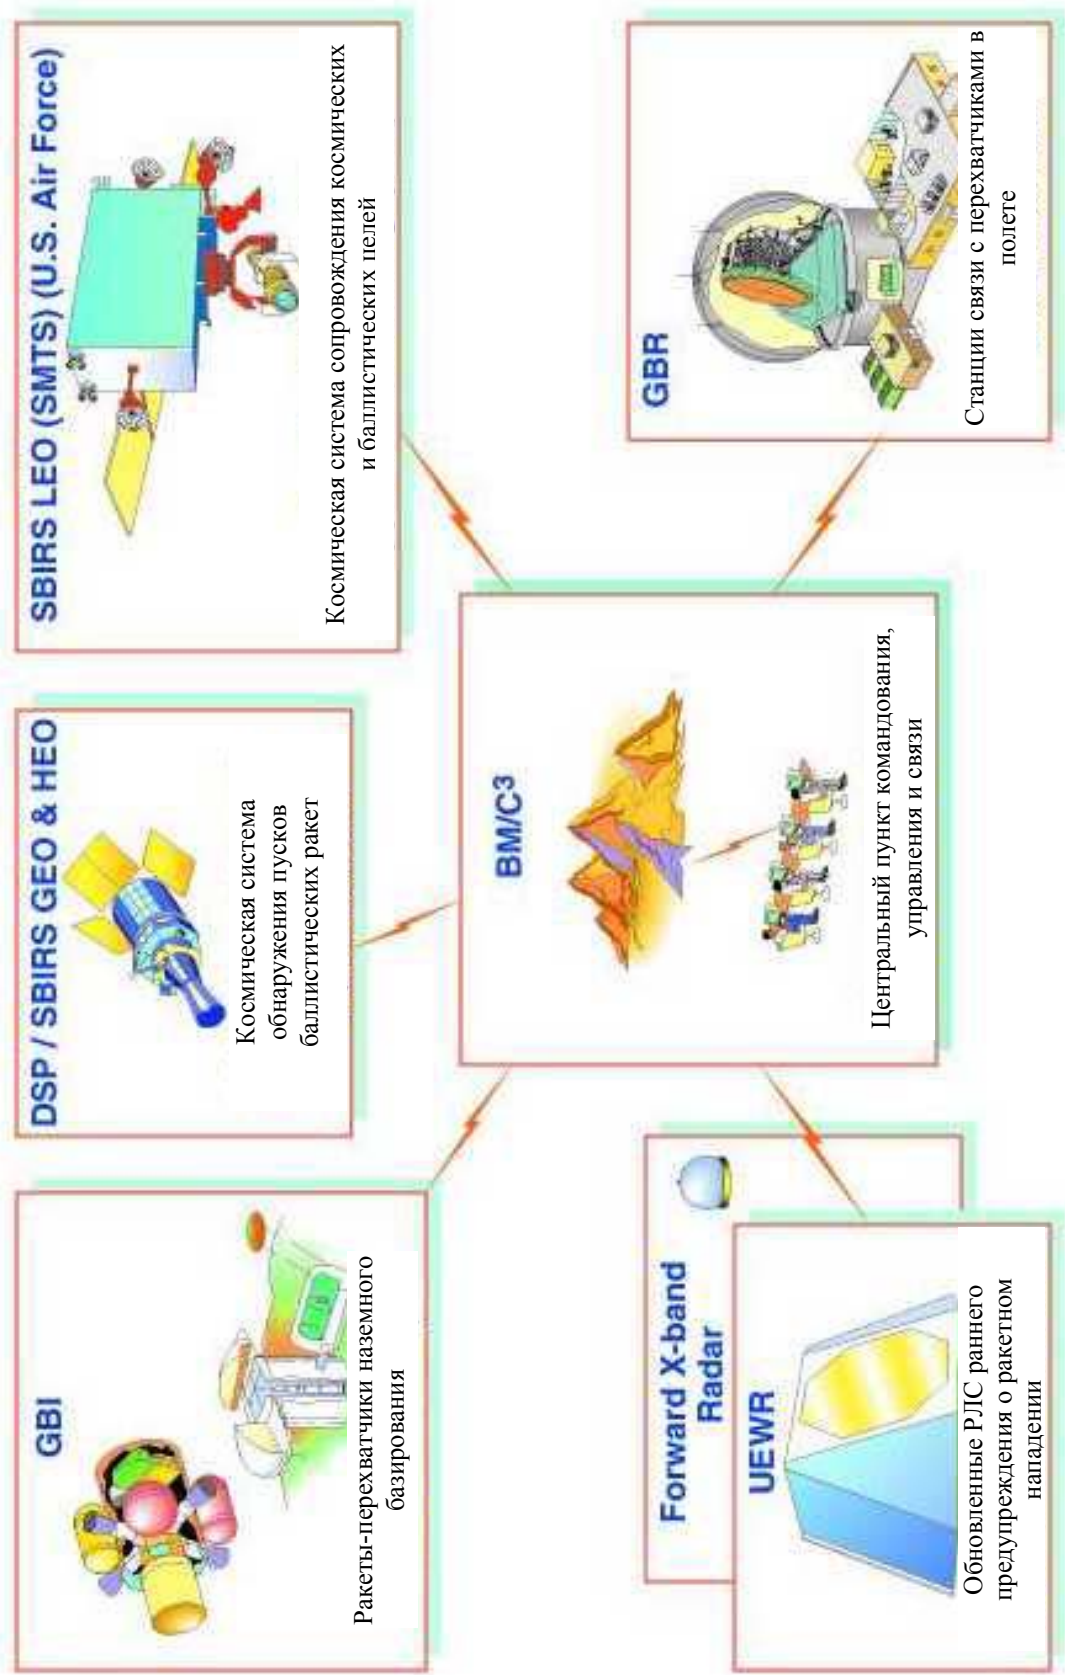 GBI
Ракеты-перехватчики наземного
базирования
DSP / SBIRS GEO & HEO
Космическая система
обнаружения пусков
баллистических ракет
SBIRS LEO (SMTS) (U.S. Air Force)
Космическая система сопровождения космических
и баллистических целей
BM/C³
Центральный пункт командования,
управления и связи
Forward X-band
Radar
UEWR
Обновленные РЛС раннего
предупреждения о ракетном
нападении
GBR
Станции связи с перехватчиками в
полете